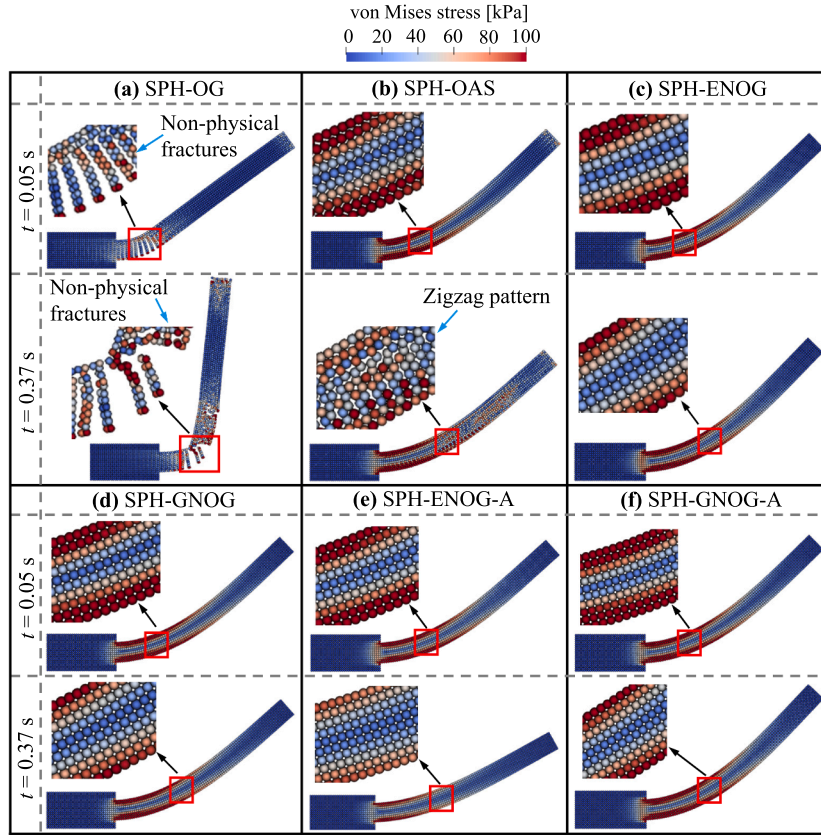 von Mises stress [kPa]
0 20 40 60 80 100
(a) SPH-OG
(b) SPH-OAS
(c) SPH-ENOG
t = 0.05 s
Non-physical
fractures
t = 0.37 s
Non-physical
fractures
Zigzag pattern
(d) SPH-GNOG
(e) SPH-ENOG-A
(f) SPH-GNOG-A
t = 0.05 s
t = 0.37 s